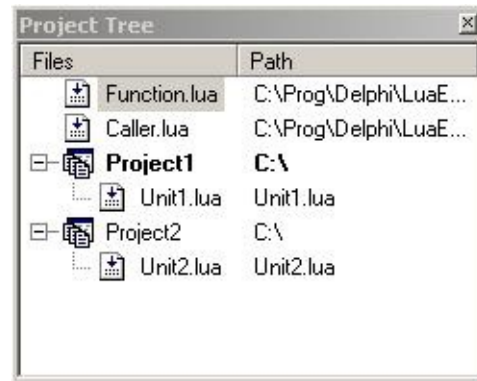 Project Tree
Files Path
Function.lua C:\Prog\Delphi\LuaE...
Caller.lua C:\Prog\Delphi\LuaE...
Project1 C:\
Unit1.lua Unit1.lua
Project2 C:\
Unit2.lua Unit2.lua